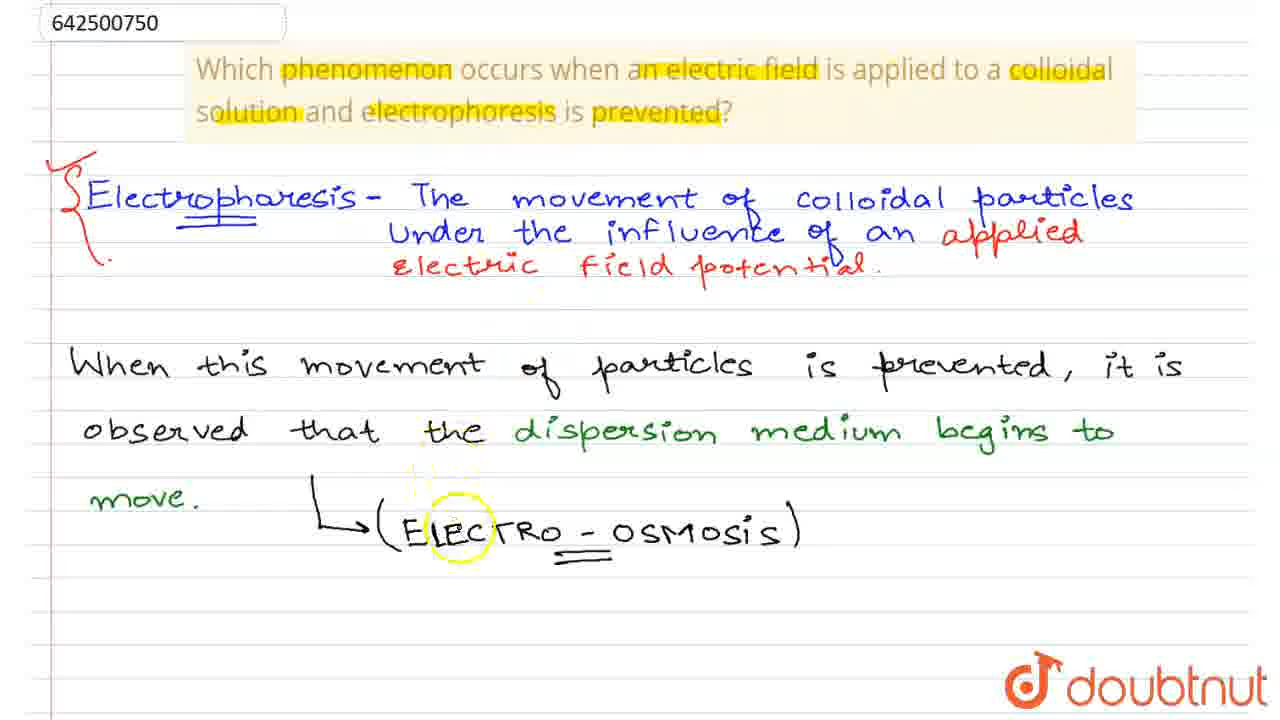 642500750
Which phenomenon occurs when an electric field is applied to a colloidal
solution and electrophoresis is prevented?
Electropharesis - The movement of colloidal particles
under the influence of an applied
electric field potential.
When this movement of particles is prevented, it is
observed that the dispersion medium begins to
move.
(ELECTRO - OSMOSiS)
doubtnut